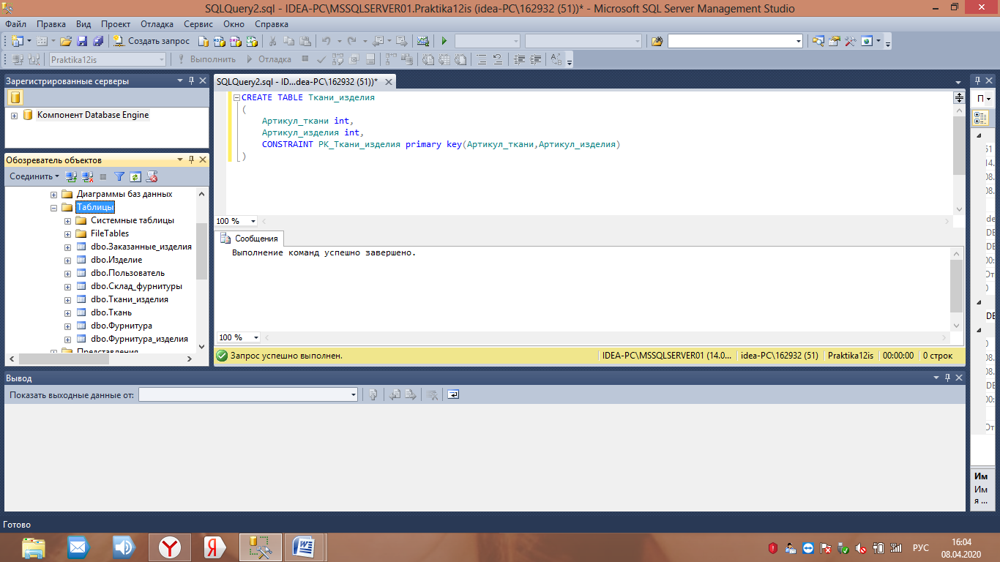 SQLQuery2.sql - IDEA-PC\MSSQLSERVER01.Praktika12is (idea-PC\162932 (51))* - Microsoft SQL Server Management Studio
Файл Правка Вид Проект Отладка Сервис Окно Справка
Создать запрос
Praktika12is Выполнить Отладка
Зарегистрированные серверы
Компонент Database Engine
Обозреватель объектов
Соединить
Диаграммы баз данных
Таблицы
Системные таблицы
FileTables
dbo.Заказанные_изделия
dbo.Изделие
dbo.Пользователь
dbo.Склад_фурнитуры
dbo.Ткани_изделия
dbo.Ткань
dbo.Фурнитура
dbo.Фурнитура_изделия
Представления
SQLQuery2.sql - ID...dea-PC\162932 (51))*
CREATE TABLE Ткани_изделия
(
Артикул_ткани int,
Артикул_изделия int,
CONSTRAINT PK_Ткани_изделия primary key(Артикул_ткани,Артикул_изделия)
)
100 %
Сообщения
Выполнение команд успешно завершено.
100 %
Запрос успешно выполнен. IDEA-PC\MSSQLSERVER01 (14.0... idea-PC\162932 (51) Praktika12is 00:00:00 0 строк
П
Им
Им
я ...
Вывод
Показать выходные данные от:
Готово
РУС
16:04
08.04.2020